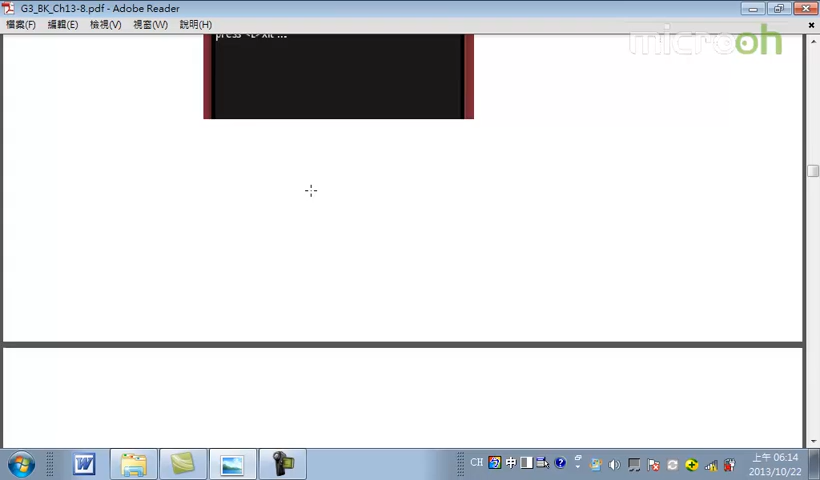 G3_BK_Ch13-8.pdf - Adobe Reader
檔案(F) 編輯(E) 檢視(V) 視窗(W) 說明(H)
microoh
CH 中
上午 06:14
2013/10/22